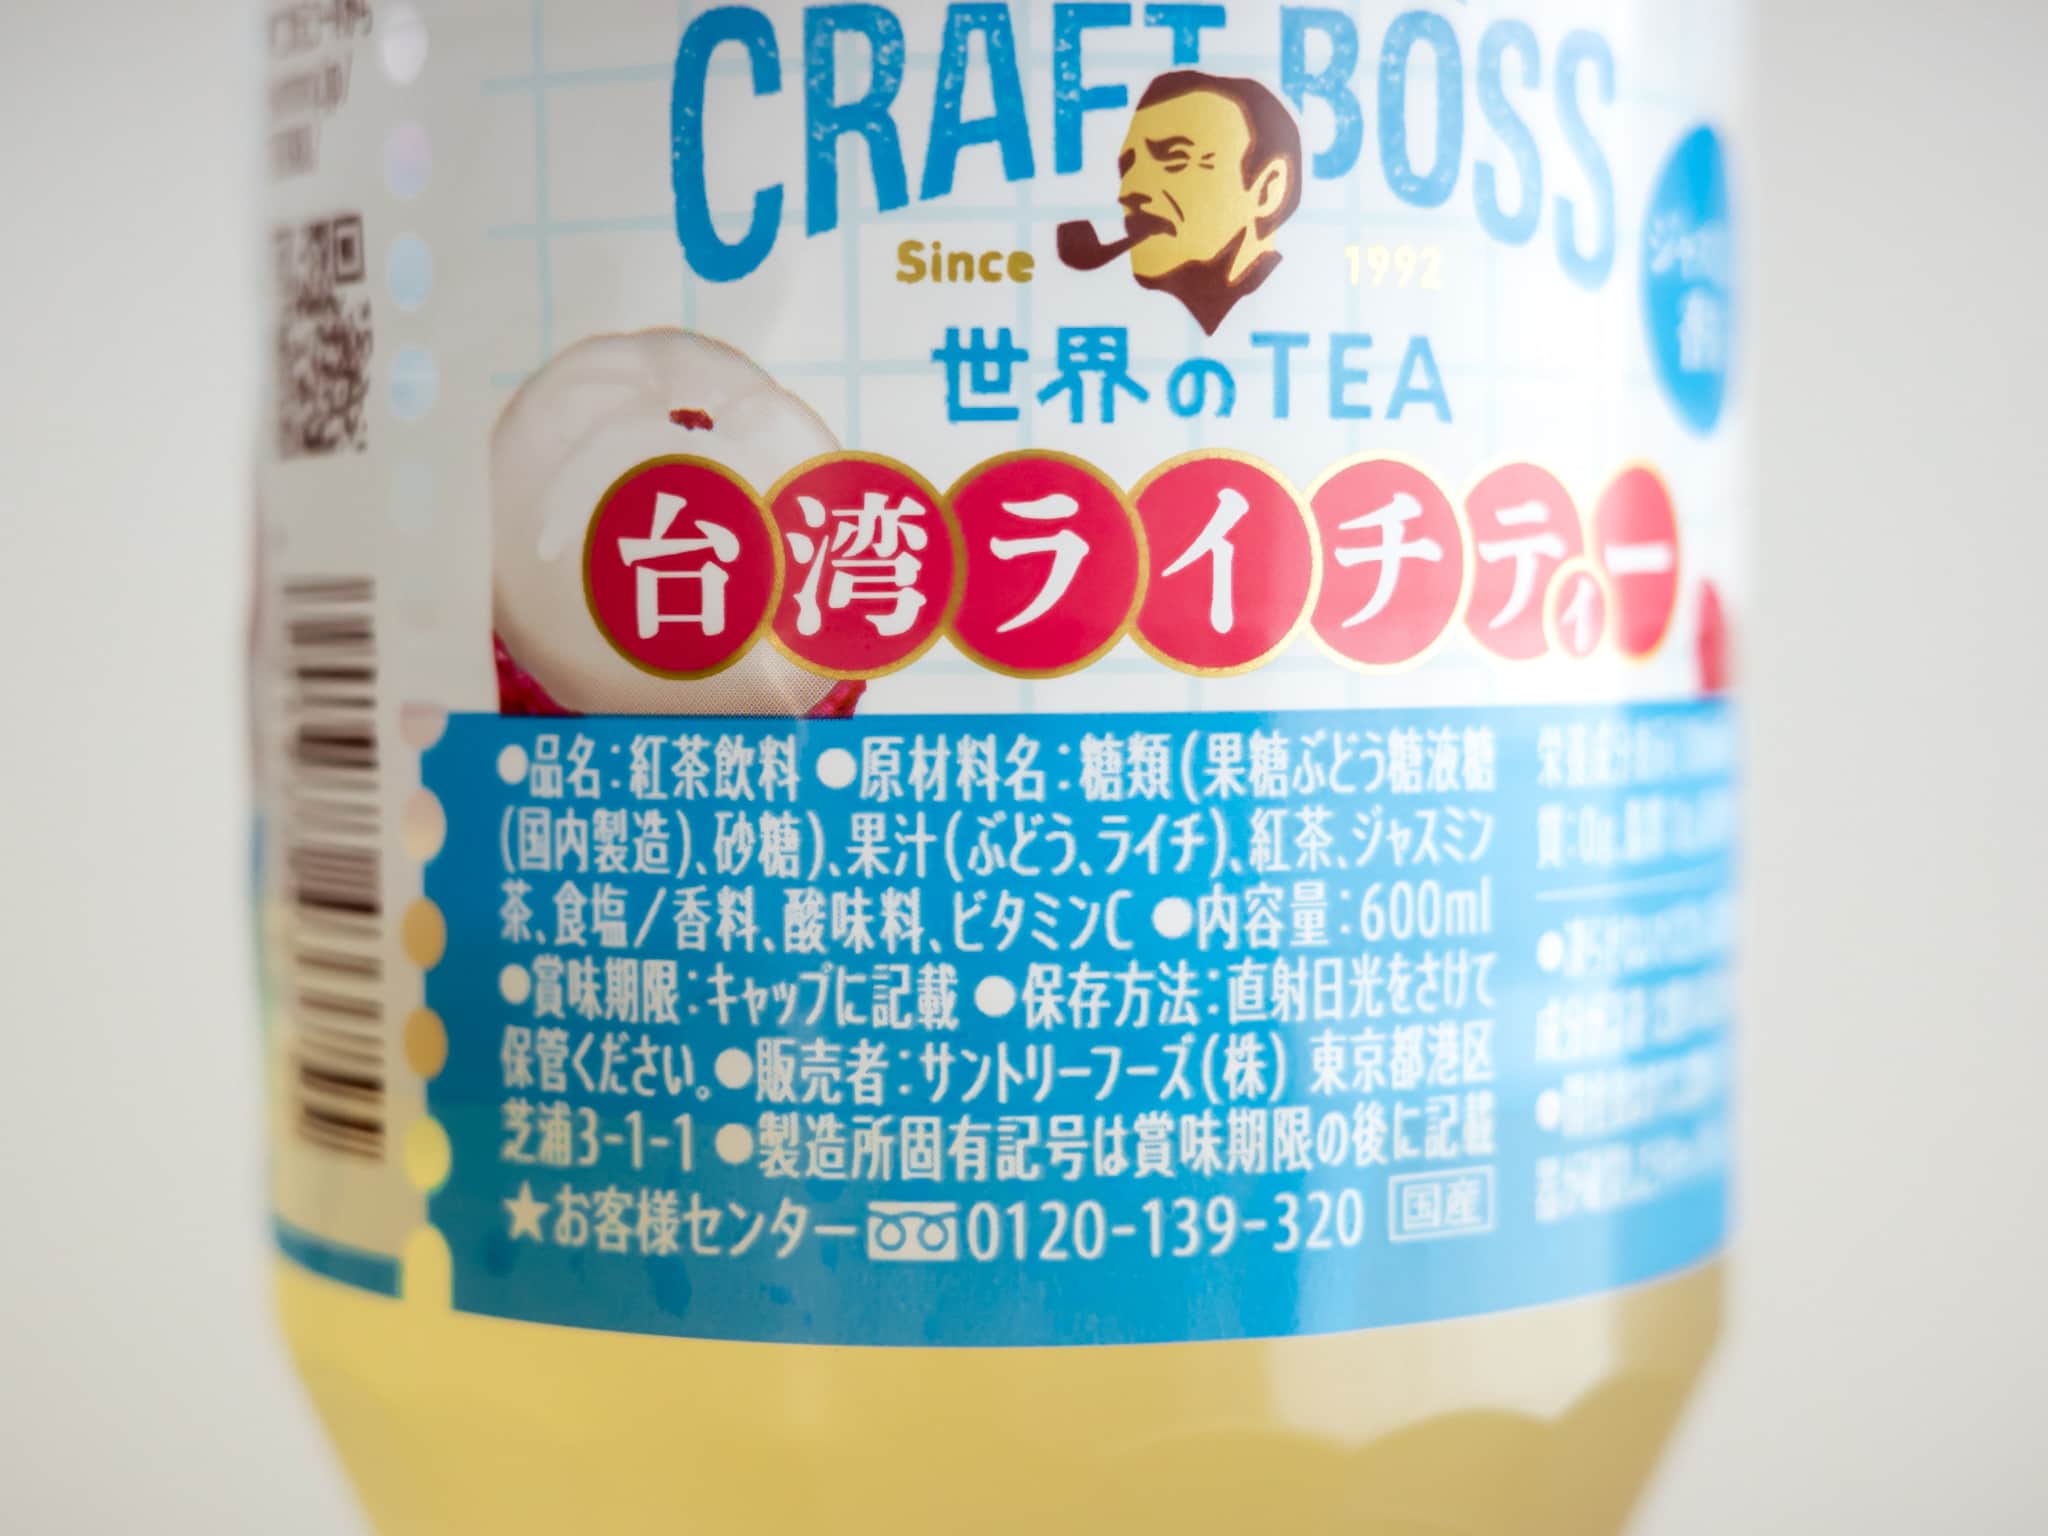 CRAFT BOSS
Since 1992
世界のTEA
台湾ライチティー
●品名：紅茶飲料 ●原材料名：糖類(果糖ぶどう糖液糖
(国内製造)、砂糖)、果汁(ぶどう、ライチ)、紅茶、ジャスミン
茶、食塩/香料、酸味料、ビタミンC ●内容量：600ml
●賞味期限：キャップに記載 ●保存方法：直射日光をさけて
保管ください。●販売者：サントリーフーズ(株) 東京都港区
芝浦3-1-1 ●製造所固有記号は賞味期限の後に記載
★お客様センター 0120-139-320 国産